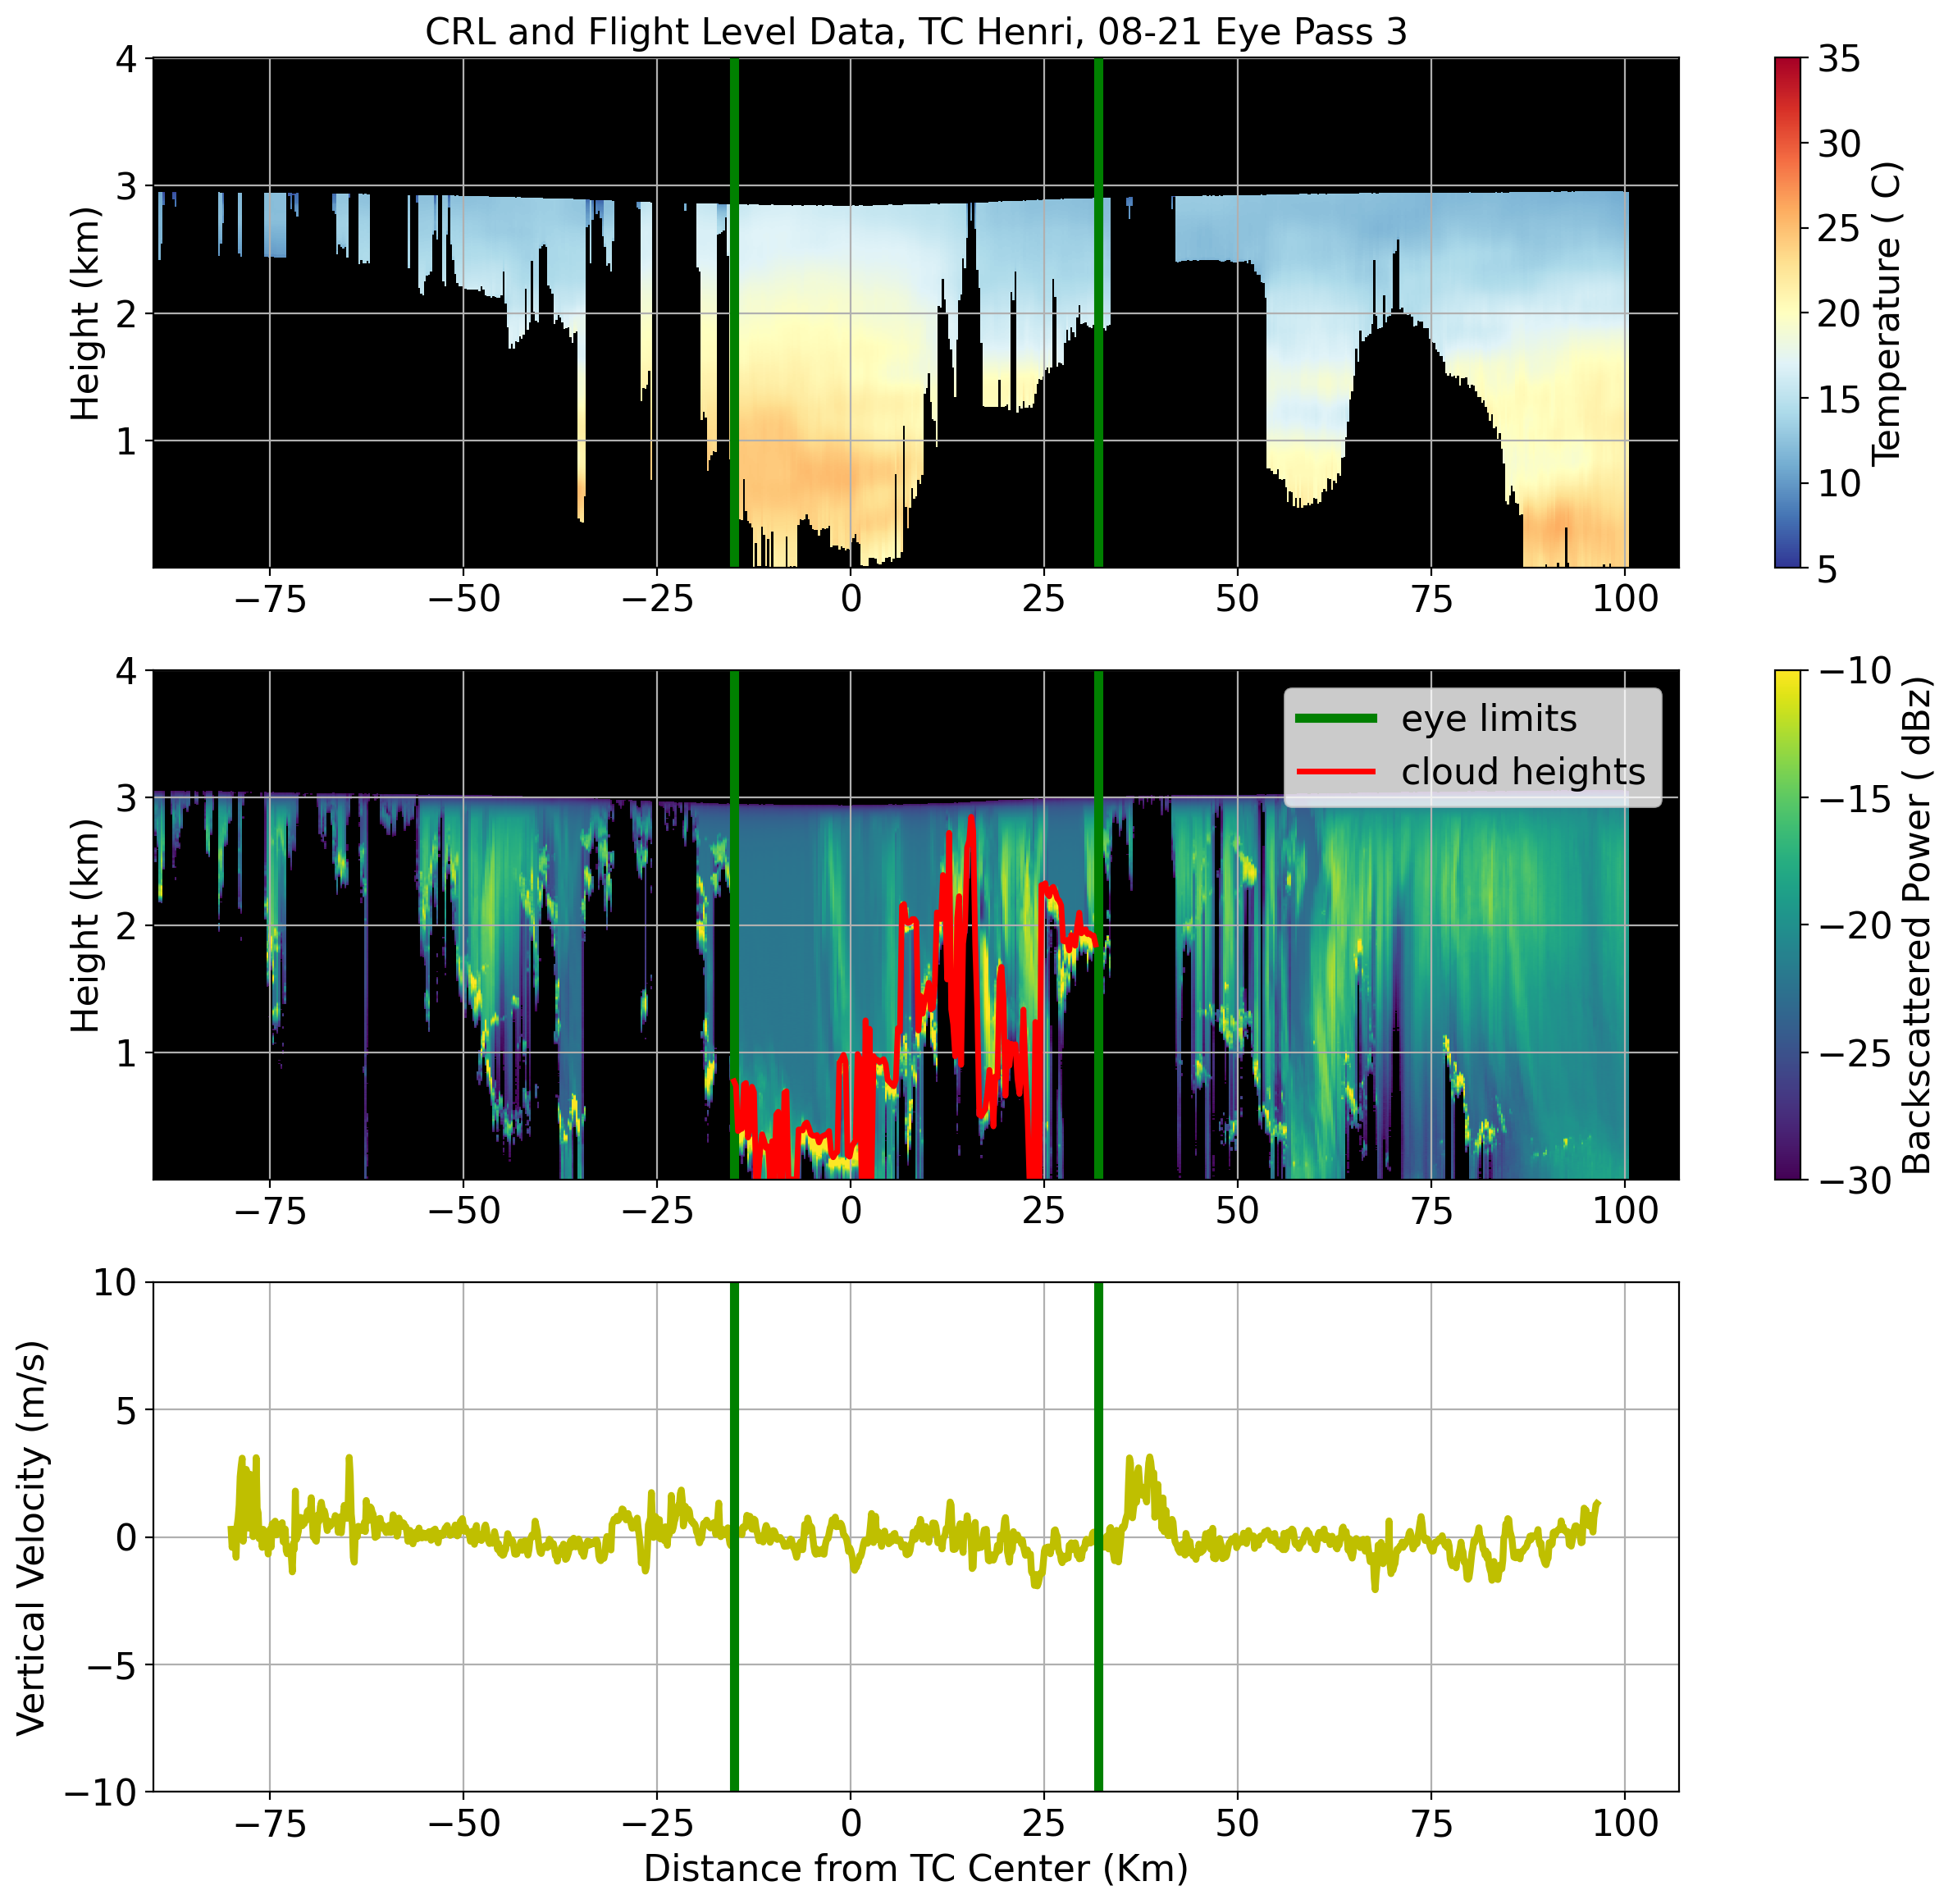 CRL and Flight Level Data, TC Henri, 08-21 Eye Pass 3
4
3
2
1
Height (km)
−75 −50 −25 0 25 50 75 100
35
30
25
20
15
10
5
Temperature ( C)
4
3
2
1
Height (km)
eye limits
cloud heights
−75 −50 −25 0 25 50 75 100
−10
−15
−20
−25
−30
Backscattered Power ( dBz)
10
5
0
−5
−10
Vertical Velocity (m/s)
−75 −50 −25 0 25 50 75 100
Distance from TC Center (Km)